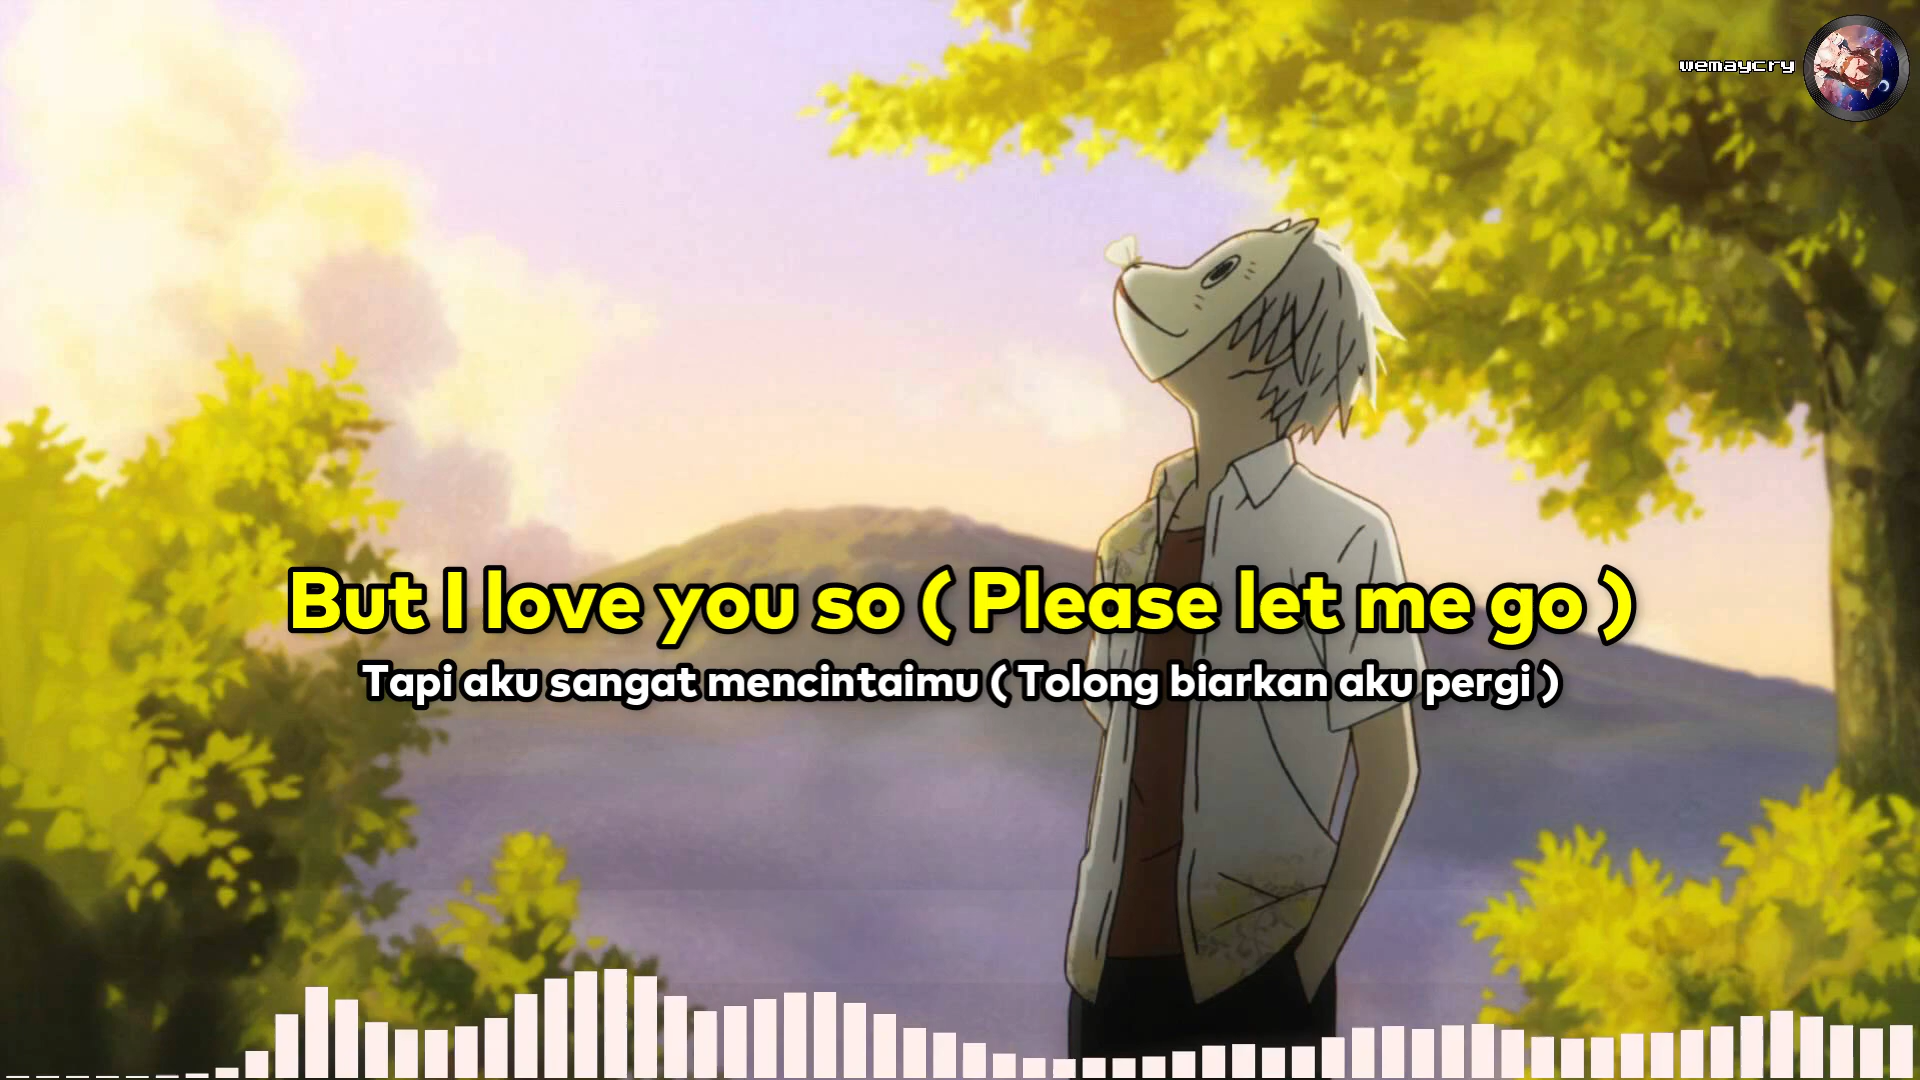 wemaycry
But I love you so ( Please let me go )
Tapi aku sangat mencintaimu ( Tolong biarkan aku pergi )